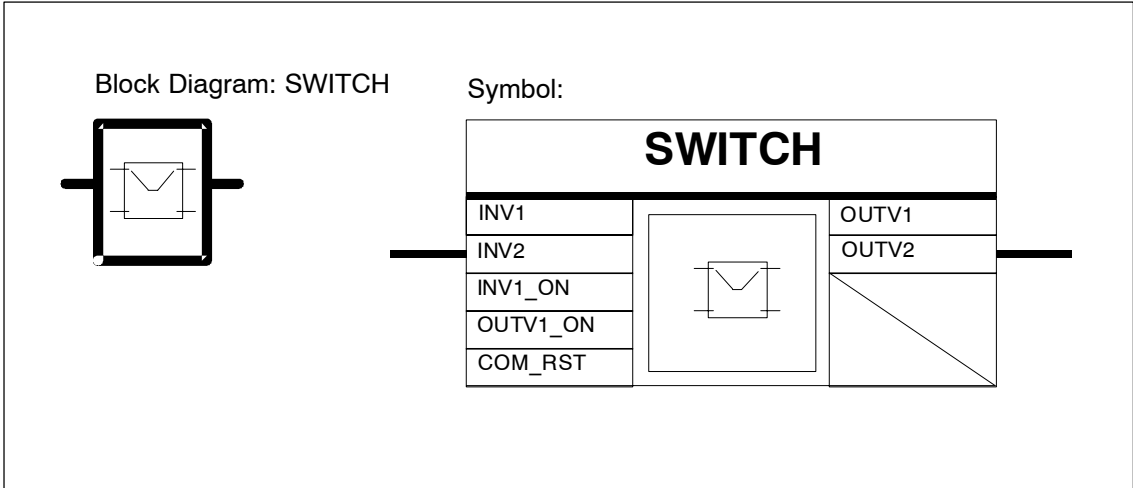 Block Diagram: SWITCH
Symbol:
SWITCH
INV1
OUTV1
INV2
OUTV2
INV1_ON
OUTV1_ON
COM_RST